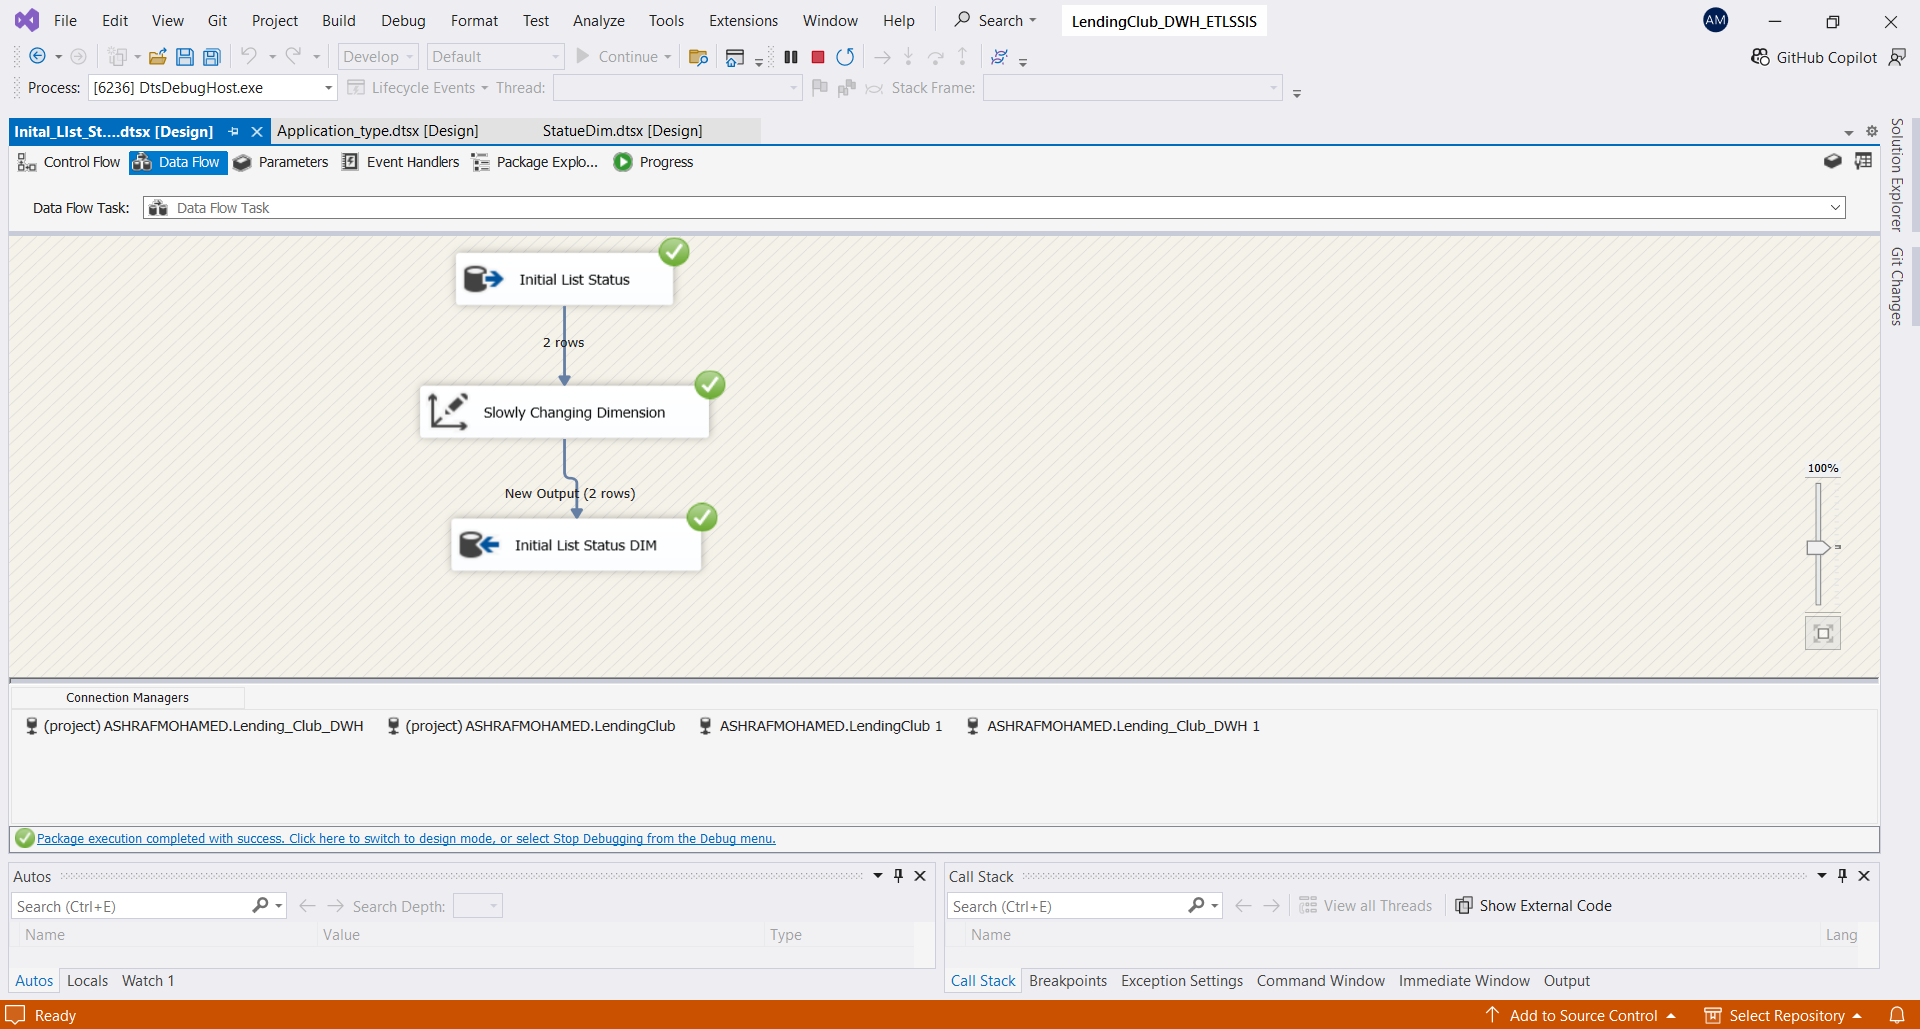 File Edit View Git Project Build Debug Format Test Analyze Tools Extensions Window Help Search LendingClub_DWH_ETLSSIS AM
Develop Default Continue GitHub Copilot
Process: [6236] DtsDebugHost.exe Lifecycle Events Thread: Stack Frame:
Inital_LIst_St....dtsx [Design] Application_type.dtsx [Design] StatueDim.dtsx [Design]
Control Flow Data Flow Parameters Event Handlers Package Explo... Progress
Data Flow Task: Data Flow Task
Solution Explorer
Git Changes
Initial List Status
2 rows
Slowly Changing Dimension
New Output (2 rows)
Initial List Status DIM
100%
Connection Managers
(project) ASHRAFMOHAMED.Lending_Club_DWH (project) ASHRAFMOHAMED.LendingClub ASHRAFMOHAMED.LendingClub 1 ASHRAFMOHAMED.Lending_Club_DWH 1
Package execution completed with success. Click here to switch to design mode, or select Stop Debugging from the Debug menu.
Autos
Search (Ctrl+E) Search Depth:
Name Value Type
Autos Locals Watch 1
Call Stack
Search (Ctrl+E) View all Threads Show External Code
Name Lang
Call Stack Breakpoints Exception Settings Command Window Immediate Window Output
Ready Add to Source Control Select Repository